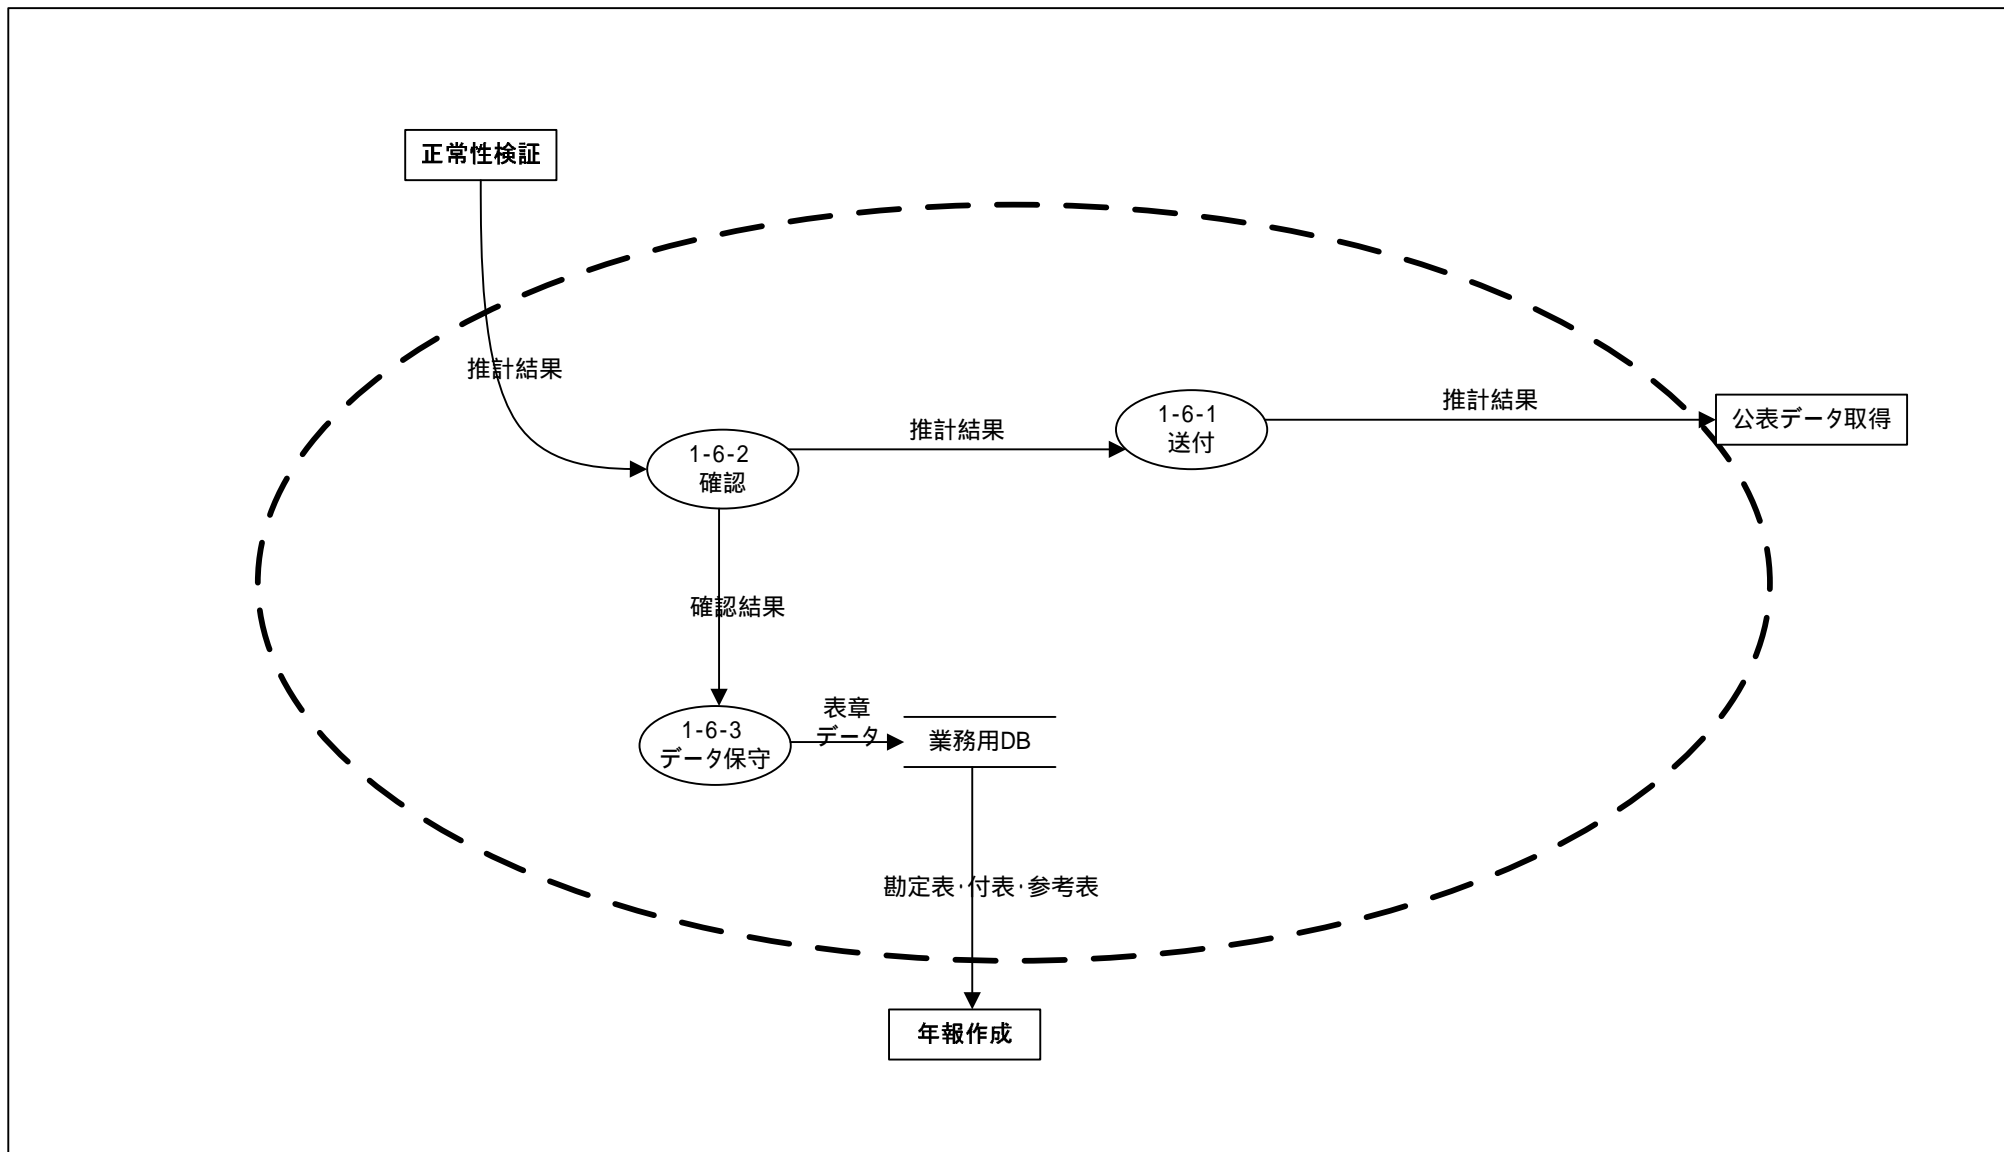 正常性検証
推計結果
推計結果
1-6-1
送付
推計結果
公表データ取得
1-6-2
確認
確認結果
1-6-3
データ保守
表章
データ
業務用DB
勘定表・付表・参考表
年報作成